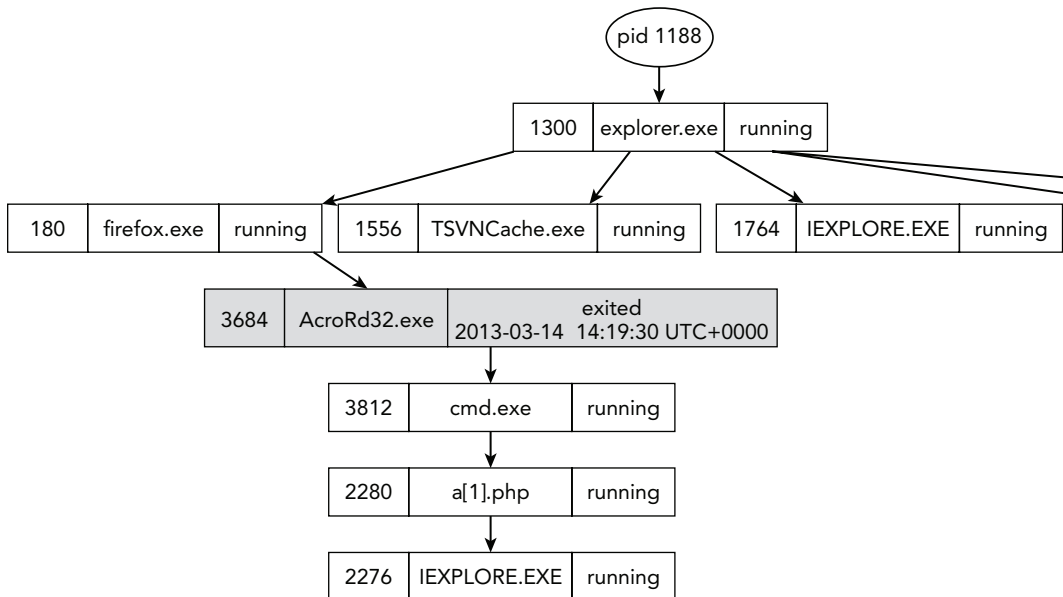 pid 1188
1300 explorer.exe running
180 firefox.exe running 1556 TSVNCache.exe running 1764 IEXPLORE.EXE running
3684 AcroRd32.exe exited
2013-03-14 14:19:30 UTC+0000
3812 cmd.exe running
2280 a[1].php running
2276 IEXPLORE.EXE running